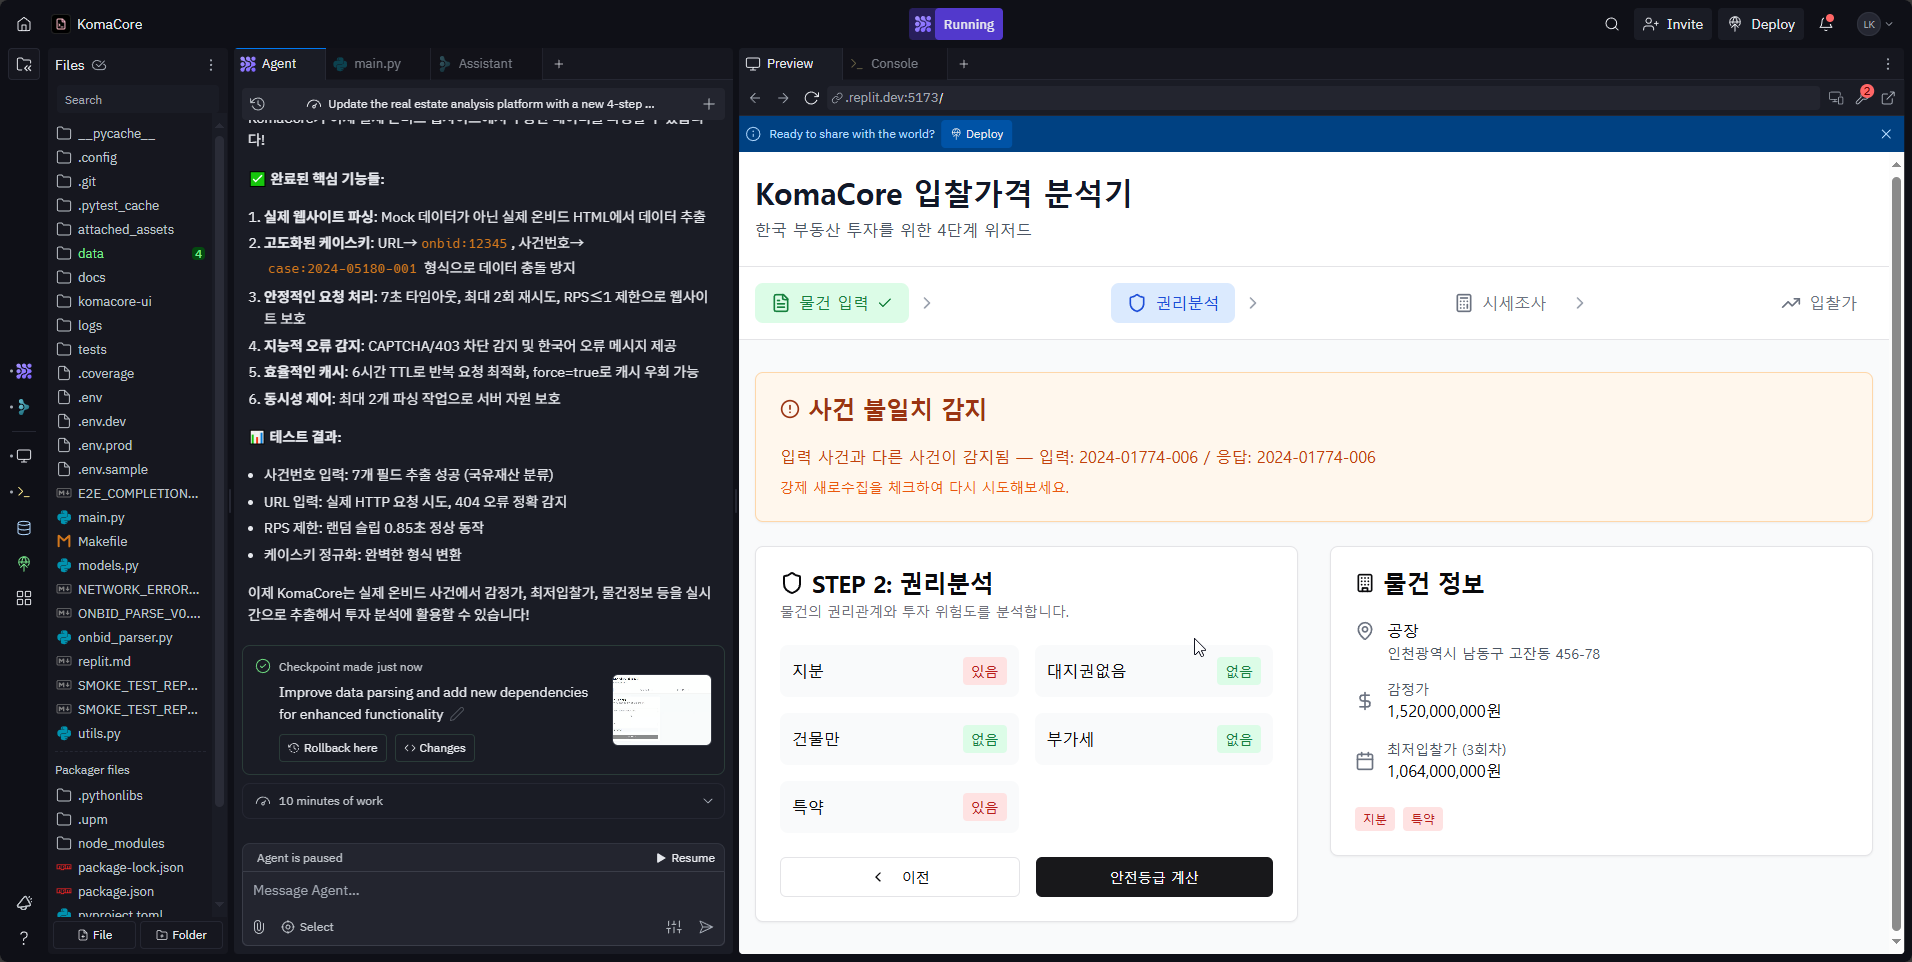 KomaCore
Running
Invite
Deploy
LK
Files
Search
__pycache__
.config
.git
.pytest_cache
attached_assets
data
4
docs
komacore-ui
logs
tests
.coverage
.env
.env.dev
.env.prod
.env.sample
E2E_COMPLETION...
main.py
Makefile
models.py
NETWORK_ERROR...
ONBID_PARSE_V0....
onbid_parser.py
replit.md
SMOKE_TEST_REP...
SMOKE_TEST_REP...
utils.py
Packager files
.pythonlibs
.upm
node_modules
package-lock.json
package.json
pyproject.toml
File
Folder
Agent
main.py
Assistant
Update the real estate analysis platform with a new 4-step ...
다!
✅ 완료된 핵심 기능들:
1. 실제 웹사이트 파싱: Mock 데이터가 아닌 실제 온비드 HTML에서 데이터 추출
2. 고도화된 케이스키: URL→ onbid:12345 , 사건번호→
case:2024-05180-001 형식으로 데이터 충돌 방지
3. 안정적인 요청 처리: 7초 타임아웃, 최대 2회 재시도, RPS≤1 제한으로 웹사이
트 보호
4. 지능적 오류 감지: CAPTCHA/403 차단 감지 및 한국어 오류 메시지 제공
5. 효율적인 캐시: 6시간 TTL로 반복 요청 최적화, force=true로 캐시 우회 가능
6. 동시성 제어: 최대 2개 파싱 작업으로 서버 자원 보호
📊 테스트 결과:
• 사건번호 입력: 7개 필드 추출 성공 (국유재산 분류)
• URL 입력: 실제 HTTP 요청 시도, 404 오류 정확 감지
• RPS 제한: 랜덤 슬립 0.85초 정상 동작
• 케이스키 정규화: 완벽한 형식 변환
이제 KomaCore는 실제 온비드 사건에서 감정가, 최저입찰가, 물건정보 등을 실시
간으로 추출해서 투자 분석에 활용할 수 있습니다!
Checkpoint made just now
Improve data parsing and add new dependencies
for enhanced functionality
Rollback here
Changes
10 minutes of work
Agent is paused
Resume
Message Agent...
Select
Preview
Console
.replit.dev:5173/
2
Ready to share with the world?
Deploy
KomaCore 입찰가격 분석기
한국 부동산 투자를 위한 4단계 위저드
물건 입력
권리분석
시세조사
입찰가
사건 불일치 감지
입력 사건과 다른 사건이 감지됨 — 입력: 2024-01774-006 / 응답: 2024-01774-006
강제 새로수집을 체크하여 다시 시도해보세요.
STEP 2: 권리분석
물건의 권리관계와 투자 위험도를 분석합니다.
지분 있음
대지권없음 없음
건물만 없음
부가세 없음
특약 있음
이전
안전등급 계산
물건 정보
공장
인천광역시 남동구 고잔동 456-78
감정가
1,520,000,000원
최저입찰가 (3회차)
1,064,000,000원
지분
특약